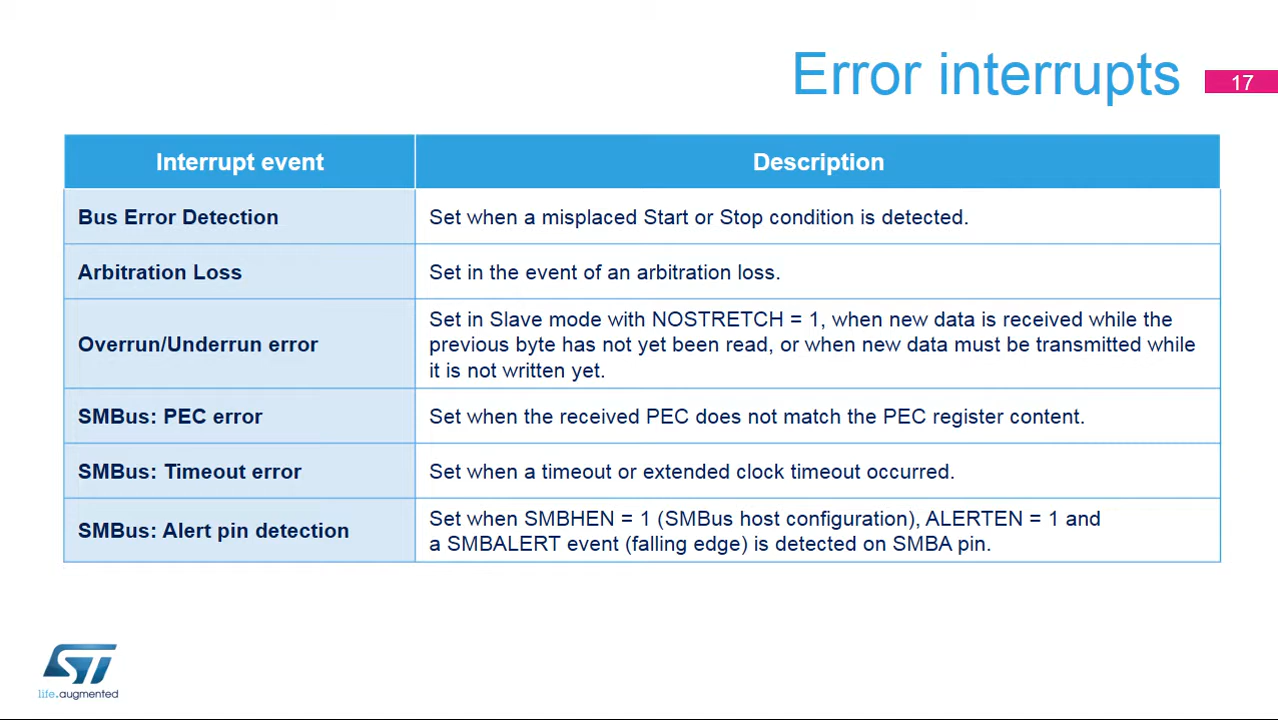 Error interrupts
17
Interrupt event
Description
Bus Error Detection
Set when a misplaced Start or Stop condition is detected.
Arbitration Loss
Set in the event of an arbitration loss.
Overrun/Underrun error
Set in Slave mode with NOSTRETCH = 1, when new data is received while the
previous byte has not yet been read, or when new data must be transmitted while
it is not written yet.
SMBus: PEC error
Set when the received PEC does not match the PEC register content.
SMBus: Timeout error
Set when a timeout or extended clock timeout occurred.
SMBus: Alert pin detection
Set when SMBHEN = 1 (SMBus host configuration), ALERTEN = 1 and
a SMBALERT event (falling edge) is detected on SMBA pin.
ST
life.augmented